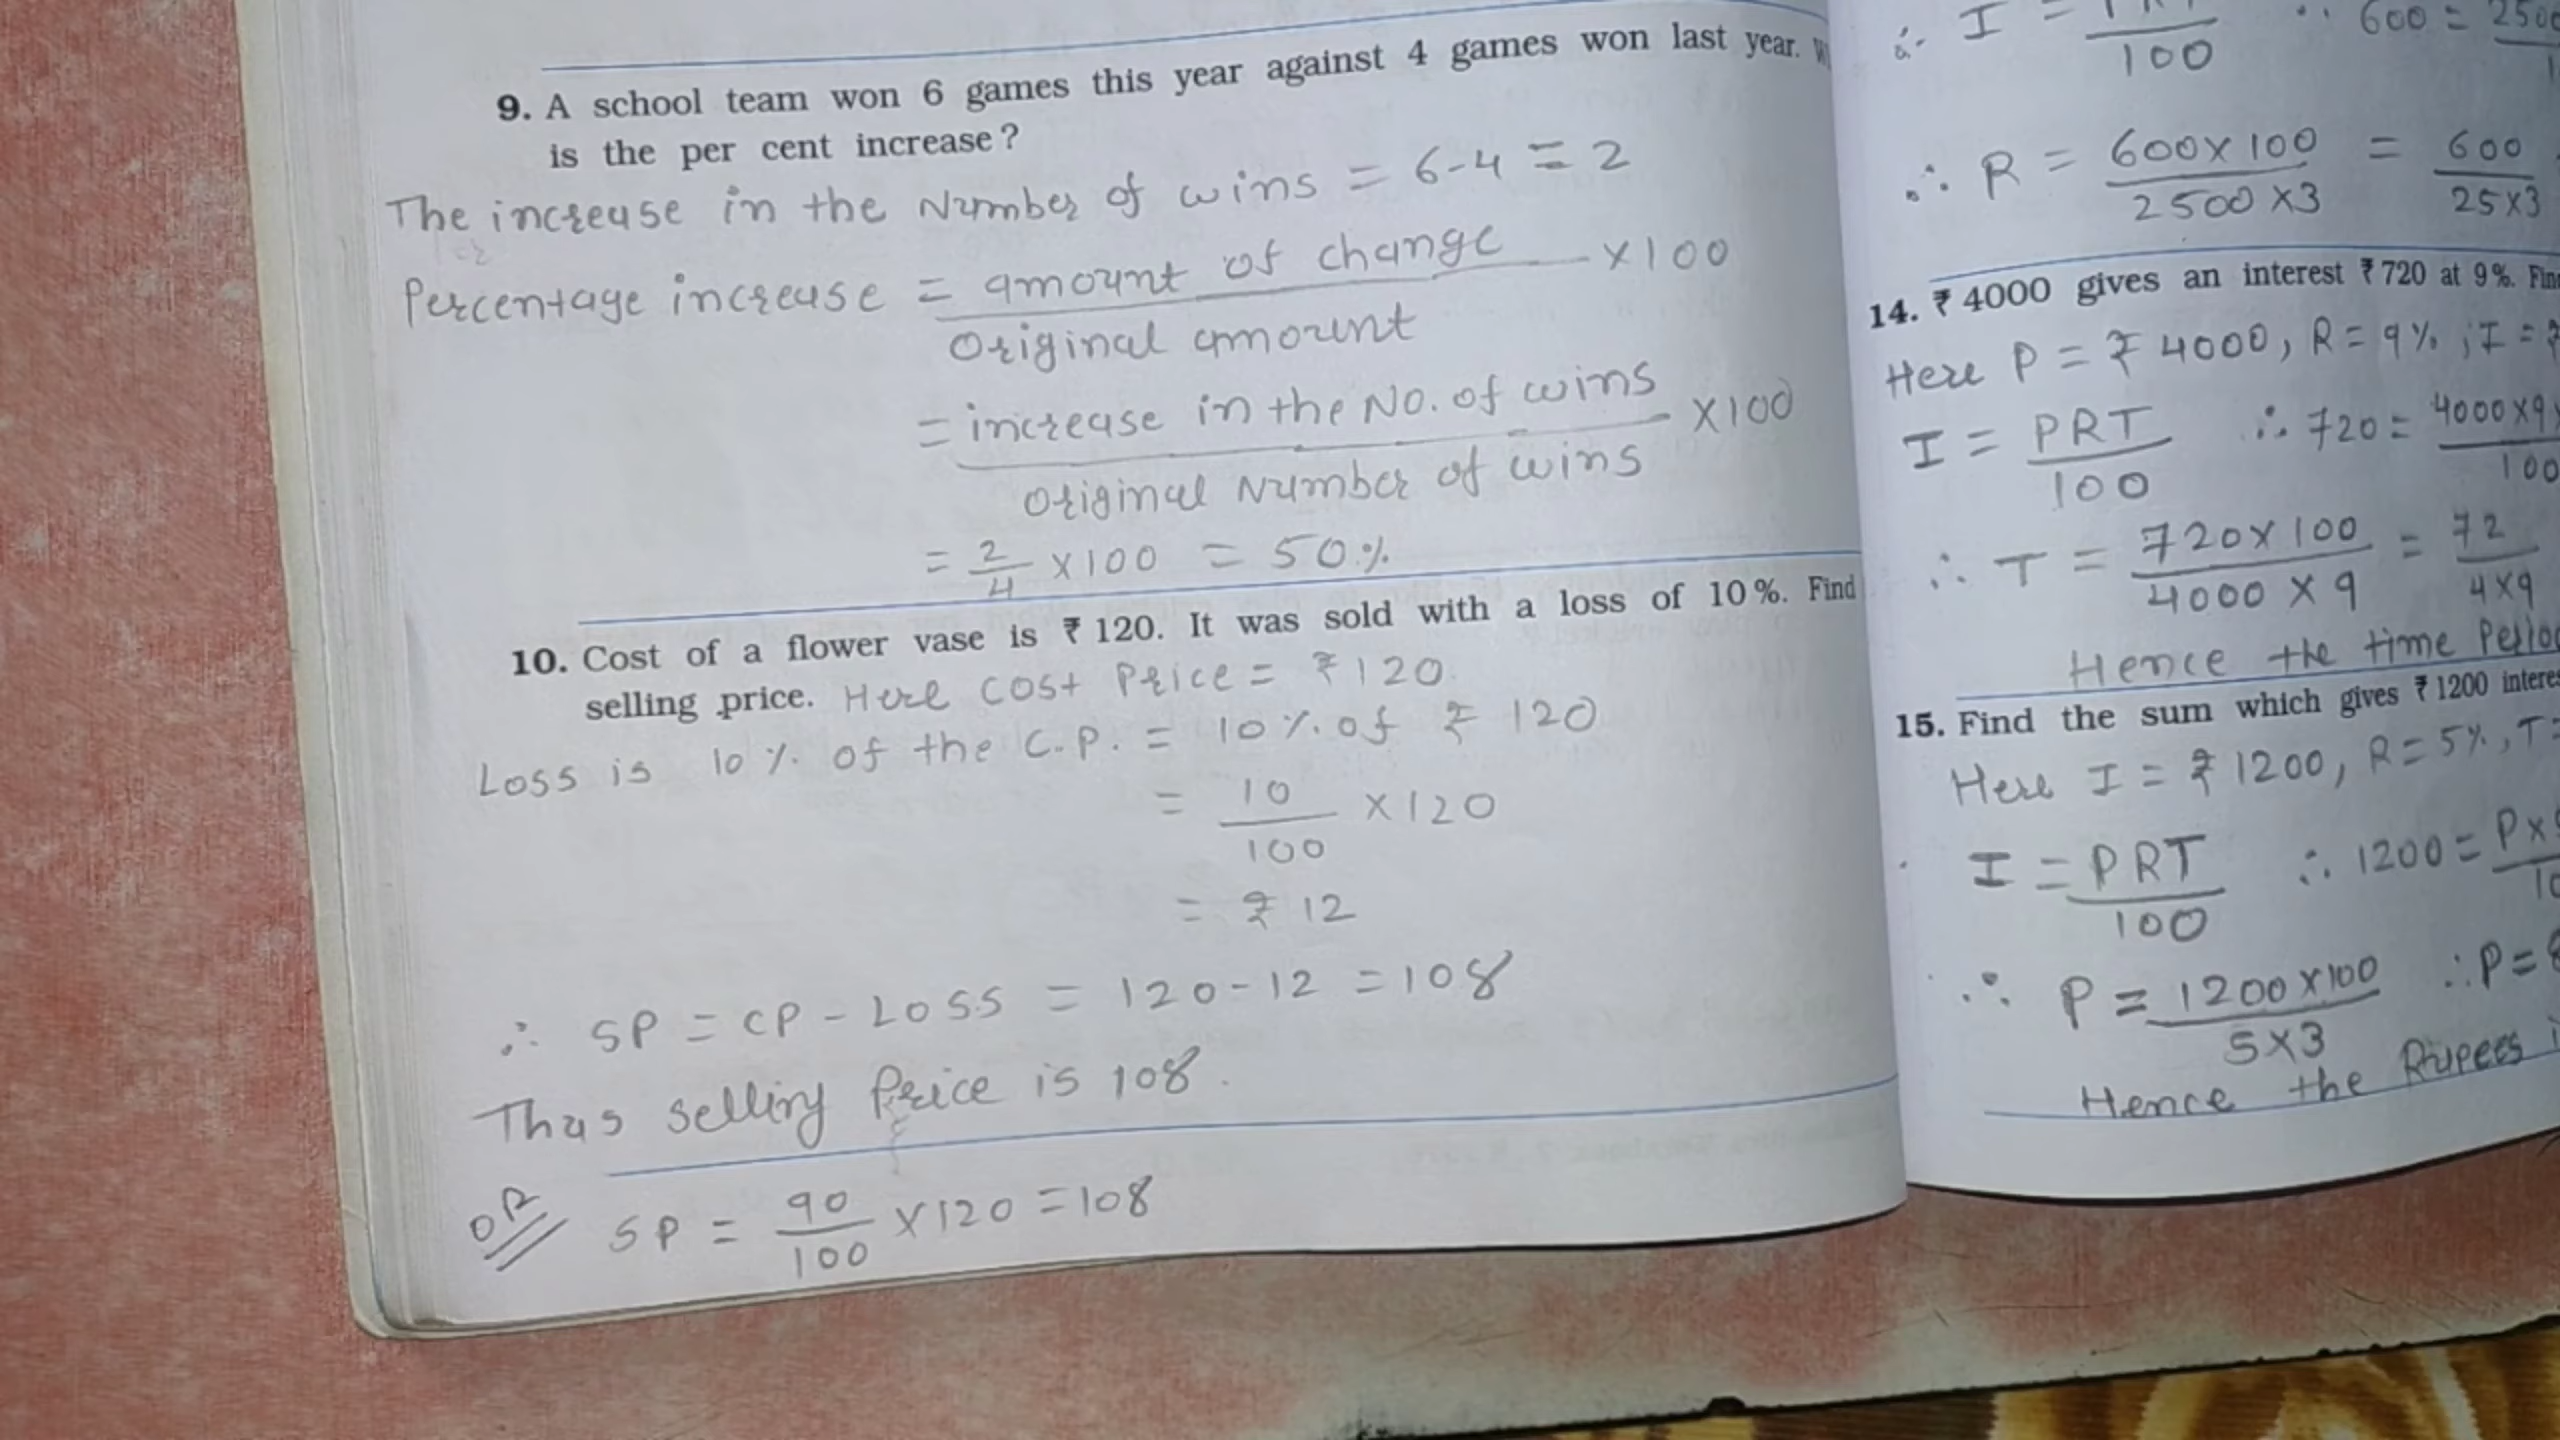 9. A school team won 6 games this year against 4 games won last year.
is the per cent increase?
The increase in the Number of wins = 6-4 = 2
Percentage increase = amount of change / Original amount × 100
= increase in the No. of wins / original Number of wins × 100
= 2/4 × 100 = 50%
10. Cost of a flower vase is ₹ 120. It was sold with a loss of 10%. Find
selling price. Here cost Price = ₹ 120
Loss is 10% of the C.P. = 10% of ₹ 120
= 10/100 × 120
= ₹ 12
∴ SP = CP - LOSS = 120-12 = 108
Thus selling Price is 108.
OR SP = 90/100 × 120 = 108
100
∴ R = 600×100 / 2500×3 = 600 / 25×3
14. ₹ 4000 gives an interest ₹ 720 at 9%.
Here P = ₹ 4000, R = 9%, I =
I = PRT/100 ∴ 720 = 4000×9 / 100
∴ T = 720×100 / 4000×9 = 72 / 4×9
Hence the time
15. Find the sum which gives ₹ 1200
Here I = ₹ 1200, R = 5%, T =
I = PRT/100 ∴ 1200 =
∴ P = 1200×100 / 5×3 ∴ P =
Hence the Rupees